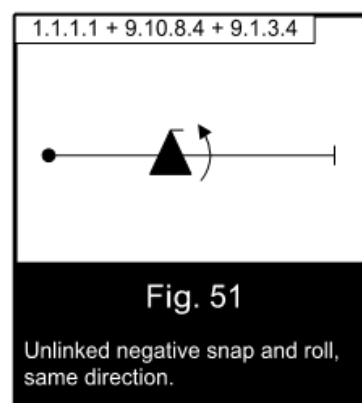 1.1.1.1 + 9.10.8.4 + 9.1.3.4
Fig. 51
Unlinked negative snap and roll,
same direction.